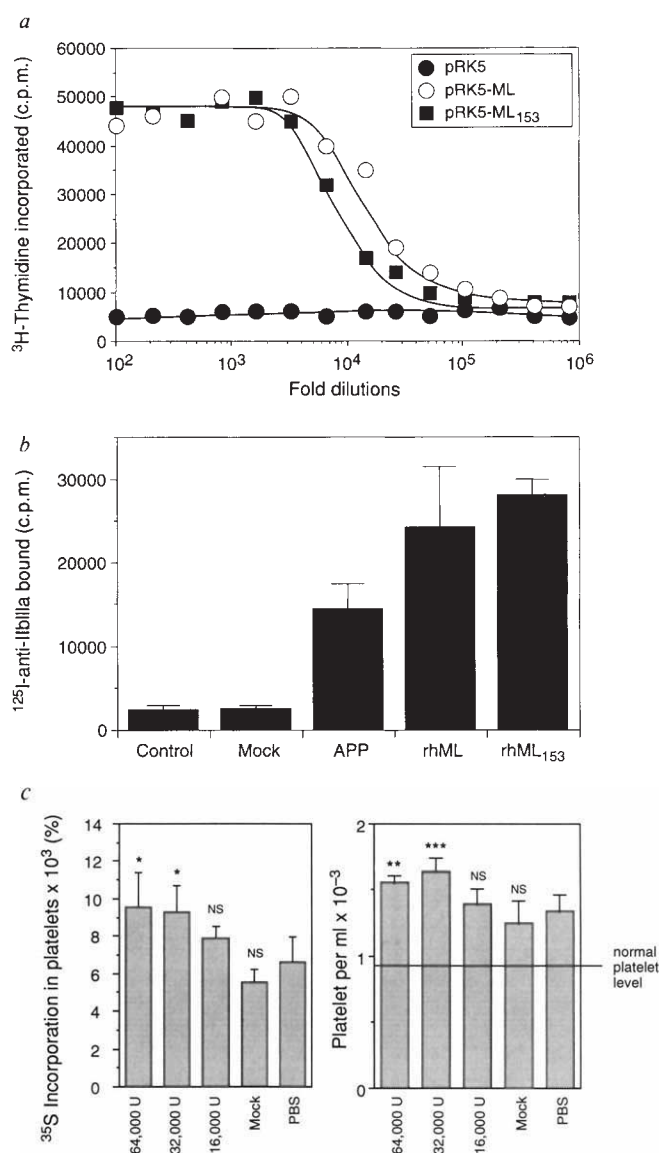 a
60000
50000
40000
30000
20000
10000
0
³H-Thymidine incorporated (c.p.m.)
pRK5
pRK5-ML
pRK5-ML₁₅₃
10² 10³ 10⁴ 10⁵ 10⁶
Fold dilutions
b
30000
20000
10000
0
¹²⁵I-anti-IIbIIIa bound (c.p.m.)
Control Mock APP rhML rhML₁₅₃
c
14
12
10
8
6
4
2
0
³⁵S Incorporation in platelets x 10³ (%)
* * NS NS
64,000 U 32,000 U 16,000 U Mock PBS
2
1
0
Platelet per ml x 10⁻³
** *** NS NS
normal
platelet
level
64,000 U 32,000 U 16,000 U Mock PBS